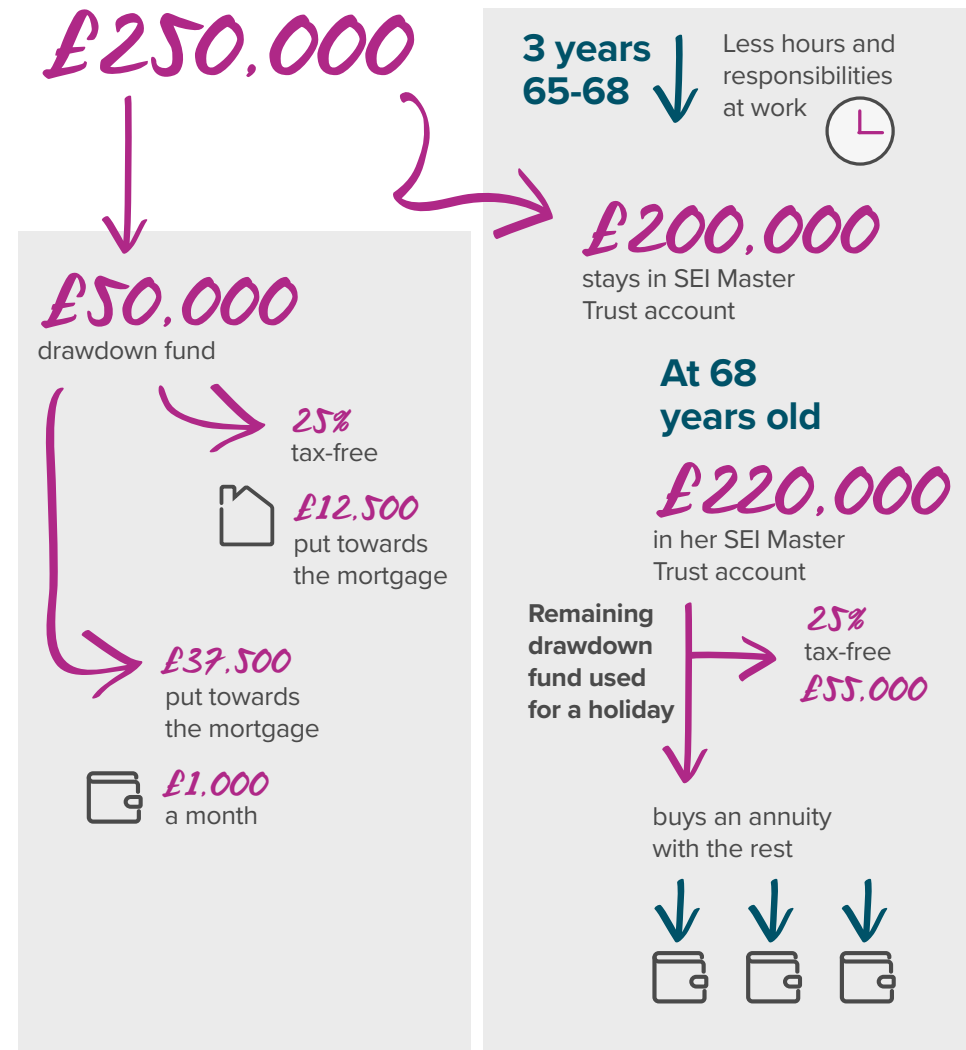 £250,000
£50,000
drawdown fund
25%
tax-free
£12,500
put towards
the mortgage
£37,500
put towards
the mortgage
£1,000
a month
3 years
65-68
Less hours and
responsibilities
at work
£200,000
stays in SEI Master
Trust account
At 68
years old
£220,000
in her SEI Master
Trust account
Remaining
drawdown
fund used
for a holiday
25%
tax-free
£55,000
buys an annuity
with the rest